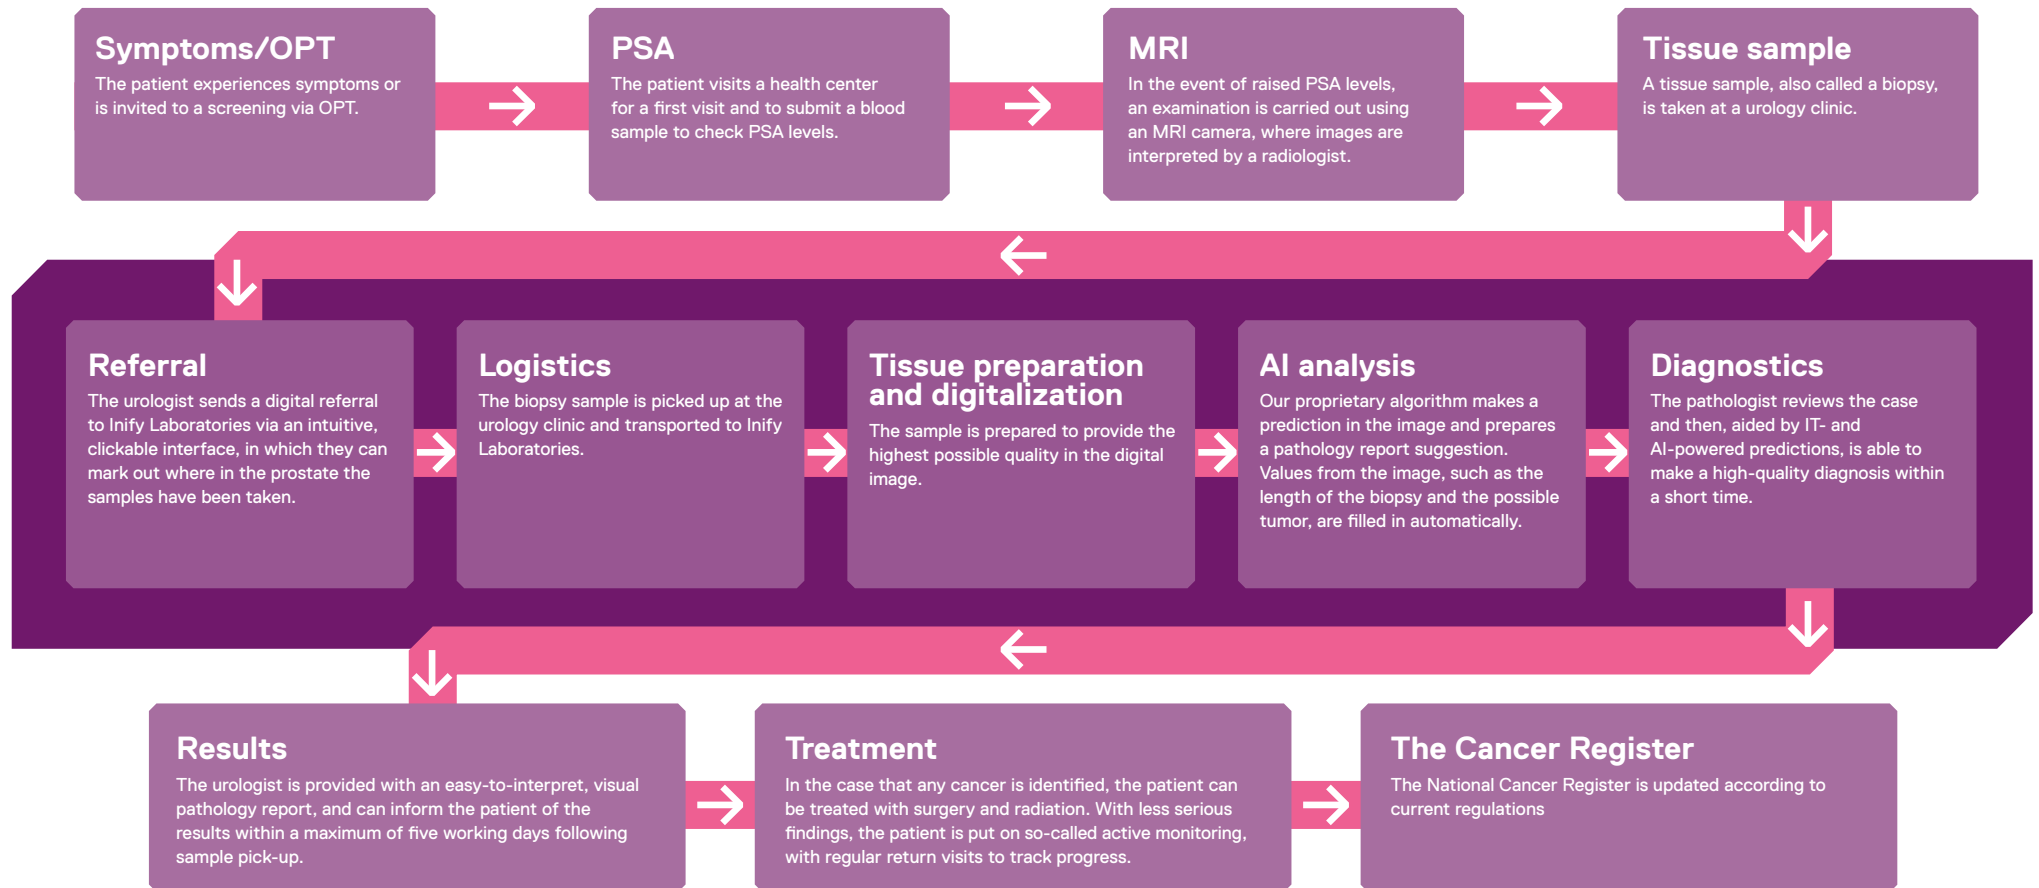 Symptoms/OPT
The patient experiences symptoms or
is invited to a screening via OPT.
PSA
The patient visits a health center
for a first visit and to submit a blood
sample to check PSA levels.
MRI
In the event of raised PSA levels,
an examination is carried out using
an MRI camera, where images are
interpreted by a radiologist.
Tissue sample
A tissue sample, also called a biopsy,
is taken at a urology clinic.
Referral
The urologist sends a digital referral
to Inify Laboratories via an intuitive,
clickable interface, in which they can
mark out where in the prostate the
samples have been taken.
Logistics
The biopsy sample is picked up at the
urology clinic and transported to Inify
Laboratories.
Tissue preparation
and digitalization
The sample is prepared to provide the
highest possible quality in the digital
image.
AI analysis
Our proprietary algorithm makes a
prediction in the image and prepares
a pathology report suggestion.
Values from the image, such as the
length of the biopsy and the possible
tumor, are filled in automatically.
Diagnostics
The pathologist reviews the case
and then, aided by IT- and
AI-powered predictions, is able to
make a high-quality diagnosis within
a short time.
Results
The urologist is provided with an easy-to-interpret, visual
pathology report, and can inform the patient of the
results within a maximum of five working days following
sample pick-up.
Treatment
In the case that any cancer is identified, the patient can
be treated with surgery and radiation. With less serious
findings, the patient is put on so-called active monitoring,
with regular return visits to track progress.
The Cancer Register
The National Cancer Register is updated according to
current regulations